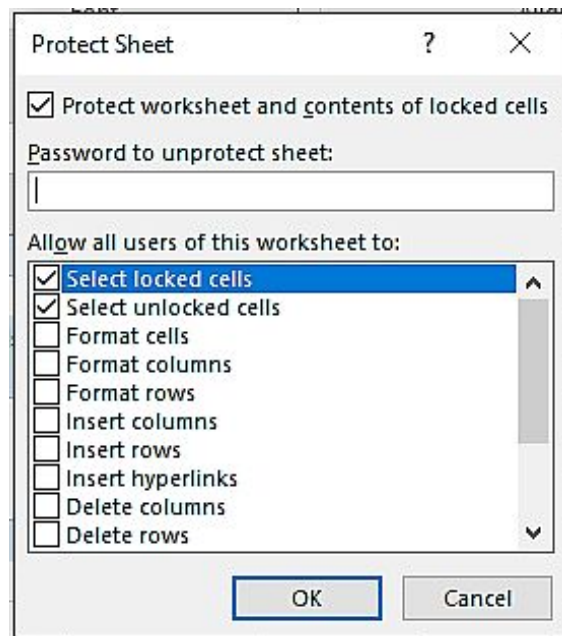 Protect Sheet ?
Protect worksheet and contents of locked cells
Password to unprotect sheet:
Allow all users of this worksheet to:
Select locked cells
Select unlocked cells
Format cells
Format columns
Format rows
Insert columns
Insert rows
Insert hyperlinks
Delete columns
Delete rows
OK Cancel